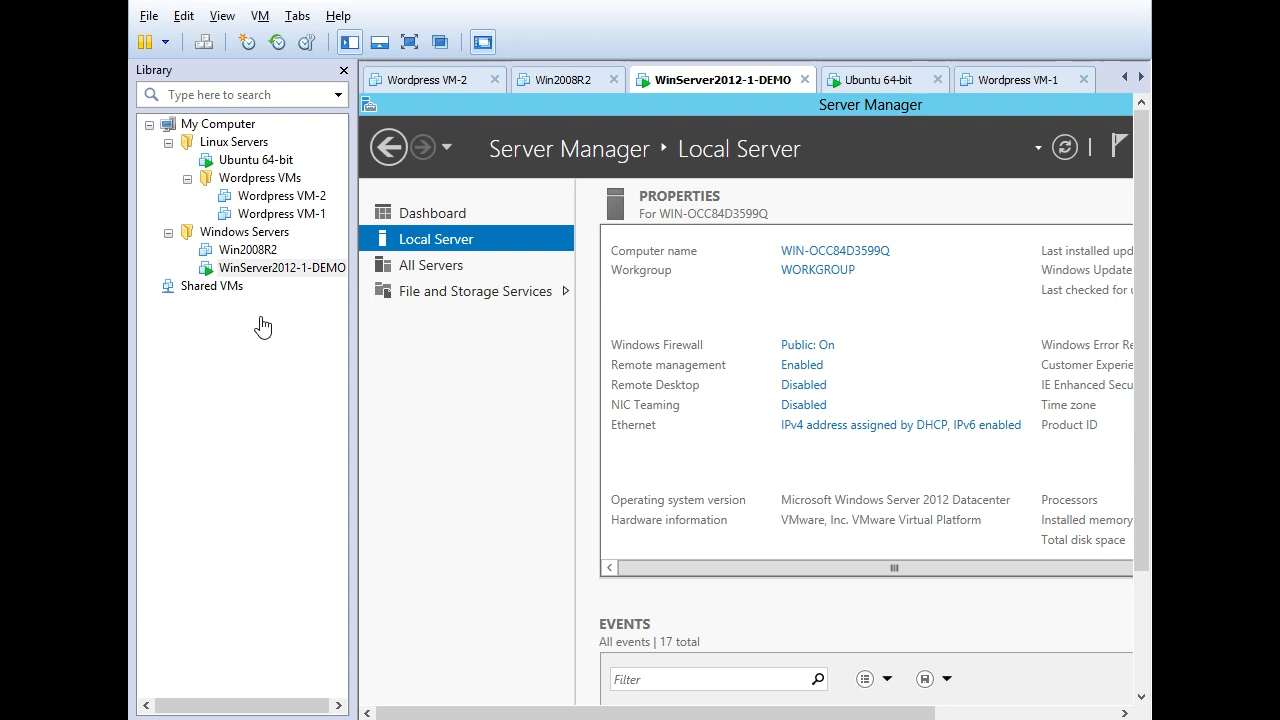 File Edit View VM Tabs Help
Library
Type here to search
My Computer
Linux Servers
Ubuntu 64-bit
Wordpress VMs
Wordpress VM-2
Wordpress VM-1
Windows Servers
Win2008R2
WinServer2012-1-DEMO
Shared VMs
Wordpress VM-2 Win2008R2 WinServer2012-1-DEMO Ubuntu 64-bit Wordpress VM-1
Server Manager
Server Manager Local Server
Dashboard
Local Server
All Servers
File and Storage Services
PROPERTIES
For WIN-OCC84D3599Q
Computer name WIN-OCC84D3599Q Last installed upd
Workgroup WORKGROUP Windows Update
Last checked for u
Windows Firewall Public: On Windows Error Re
Remote management Enabled Customer Experie
Remote Desktop Disabled IE Enhanced Secu
NIC Teaming Disabled Time zone
Ethernet IPv4 address assigned by DHCP, IPv6 enabled Product ID
Operating system version Microsoft Windows Server 2012 Datacenter Processors
Hardware information VMware, Inc. VMware Virtual Platform Installed memory
Total disk space
EVENTS
All events | 17 total
Filter